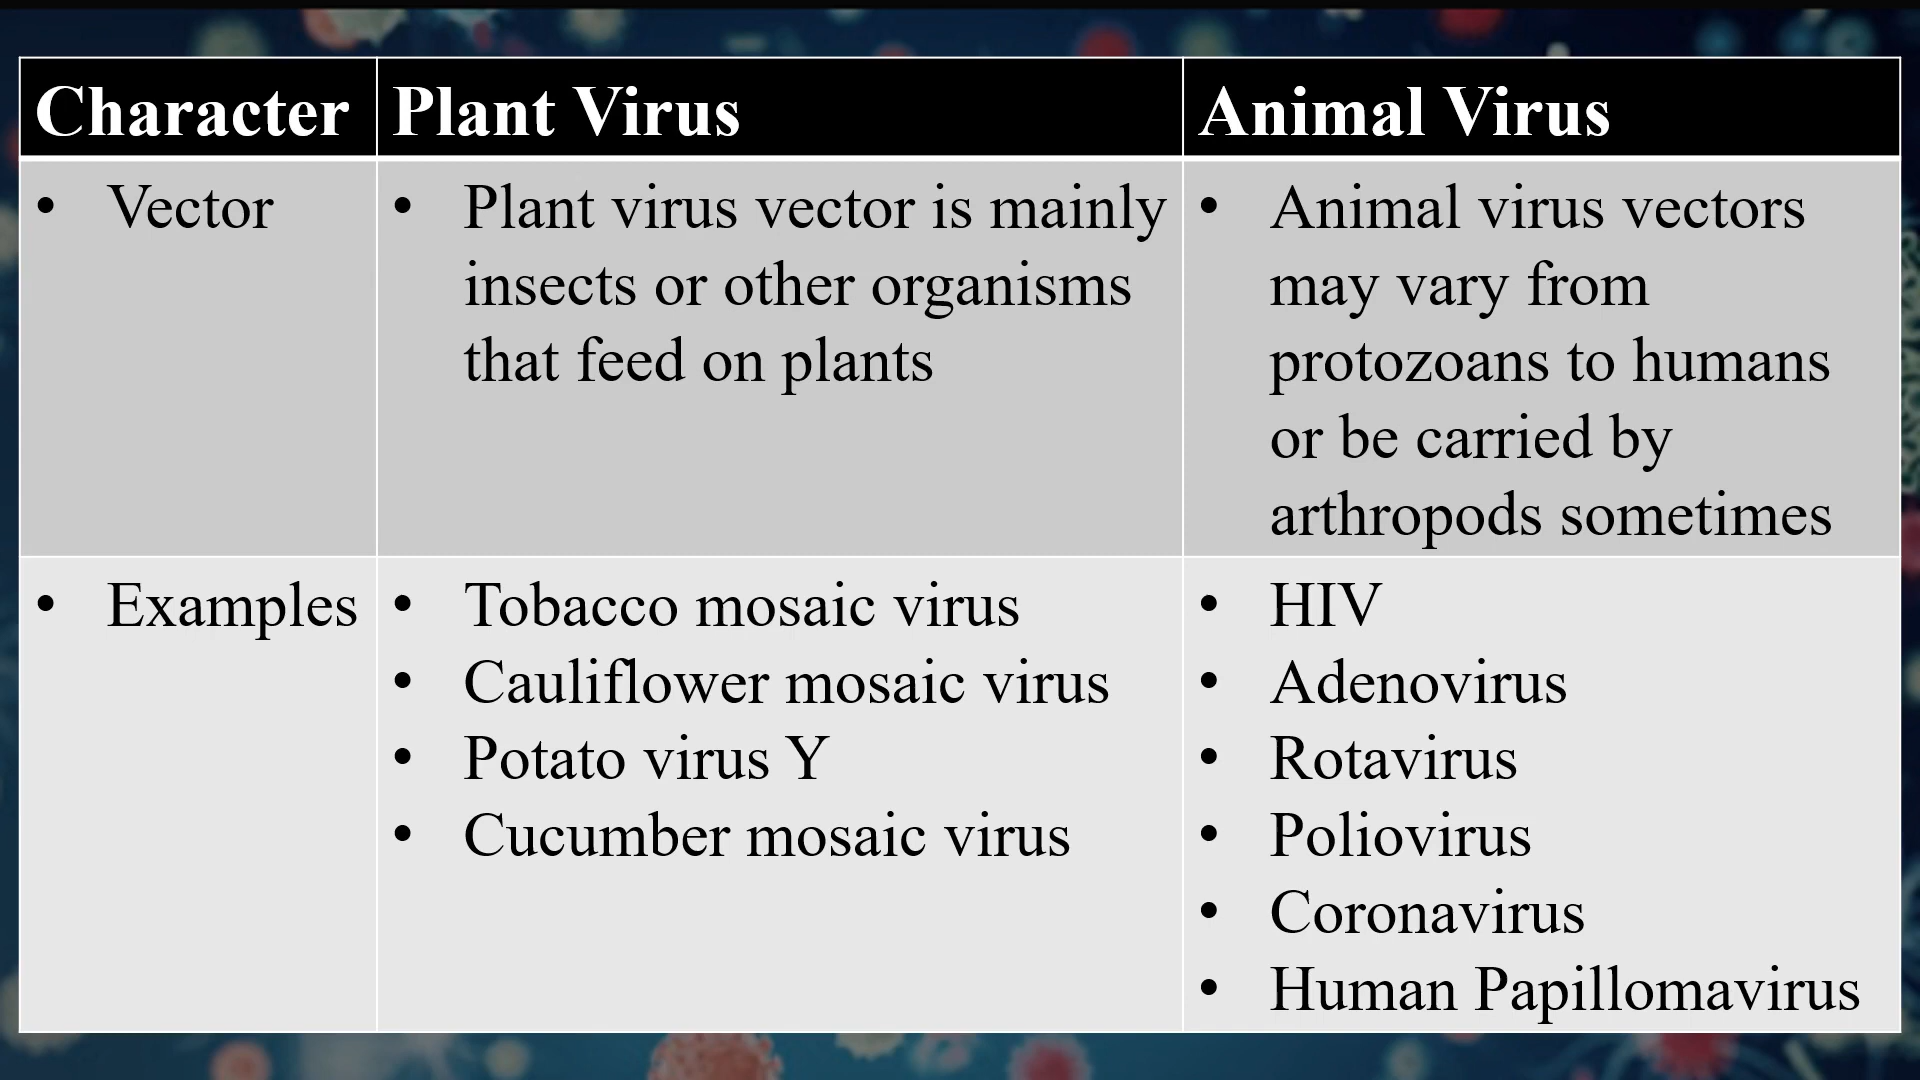 Character
Plant Virus
Animal Virus
• Vector
• Plant virus vector is mainly
insects or other organisms
that feed on plants
• Animal virus vectors
may vary from
protozoans to humans
or be carried by
arthropods sometimes
• Examples
• Tobacco mosaic virus
• Cauliflower mosaic virus
• Potato virus Y
• Cucumber mosaic virus
• HIV
• Adenovirus
• Rotavirus
• Poliovirus
• Coronavirus
• Human Papillomavirus